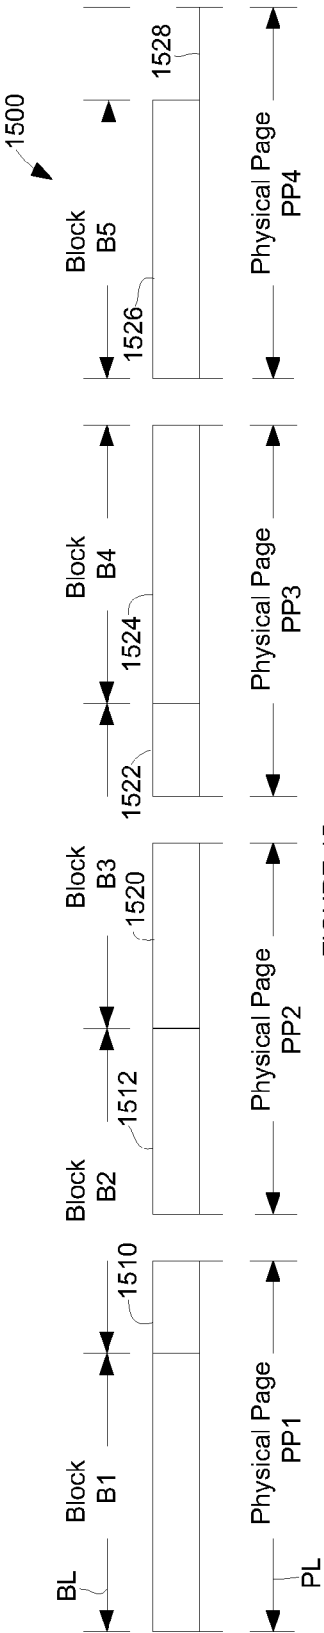 1500
Block
B1
Block
B2
Block
B3
Block
B4
Block
B5
BL
1510
1512
1520
1522
1524
1526
1528
Physical Page
PP1
Physical Page
PP2
Physical Page
PP3
Physical Page
PP4
PL